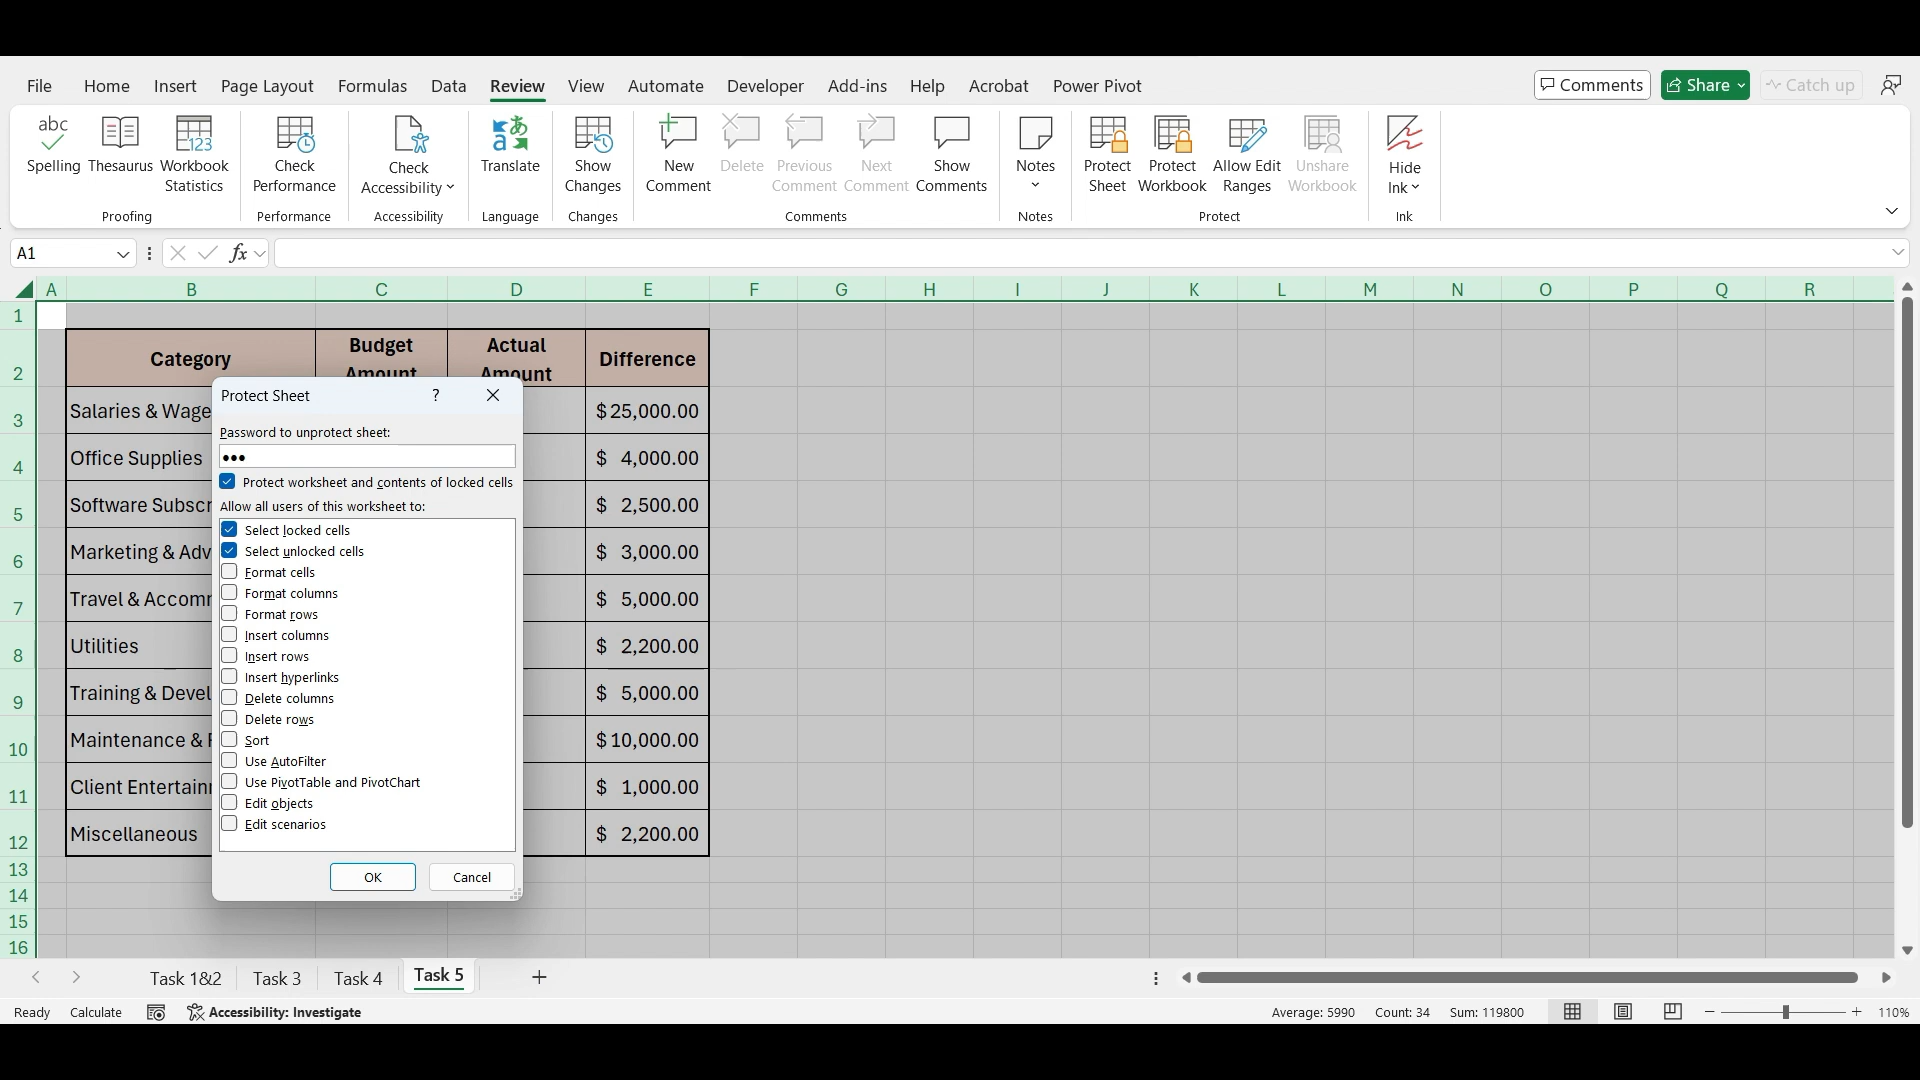 File Home Insert Page Layout Formulas Data Review View Automate Developer Add-ins Help Acrobat Power Pivot Comments Share Catch up
abc
Spelling
Thesaurus
123
Workbook
Statistics
Proofing
Check
Performance
Performance
Check
Accessibility
Accessibility
Translate
Language
Show
Changes
Changes
New
Comment
Delete
Previous
Comment
Next
Comment
Show
Comments
Comments
Notes
Notes
Protect
Sheet
Protect
Workbook
Allow Edit
Ranges
Unshare
Workbook
Protect
Hide
Ink
Ink
A1 fx
A B C D E F G H I J K L M N O P Q R
1
2 Category
Budget
Amount
Actual
Amount
Difference
3 Salaries & Wage $25,000.00
4 Office Supplies $ 4,000.00
5 Software Subscr $ 2,500.00
6 Marketing & Adv $ 3,000.00
7 Travel & Accomm $ 5,000.00
8 Utilities $ 2,200.00
9 Training & Devel $ 5,000.00
10 Maintenance & $10,000.00
11 Client Entertain $ 1,000.00
12 Miscellaneous $ 2,200.00
13
14
15
16
Protect Sheet ?
Password to unprotect sheet:
•••
Protect worksheet and contents of locked cells
Allow all users of this worksheet to:
Select locked cells
Select unlocked cells
Format cells
Format columns
Format rows
Insert columns
Insert rows
Insert hyperlinks
Delete columns
Delete rows
Sort
Use AutoFilter
Use PivotTable and PivotChart
Edit objects
Edit scenarios
OK Cancel
Task 1&2 Task 3 Task 4 Task 5 +
Ready Calculate Accessibility: Investigate Average: 5990 Count: 34 Sum: 119800 110%